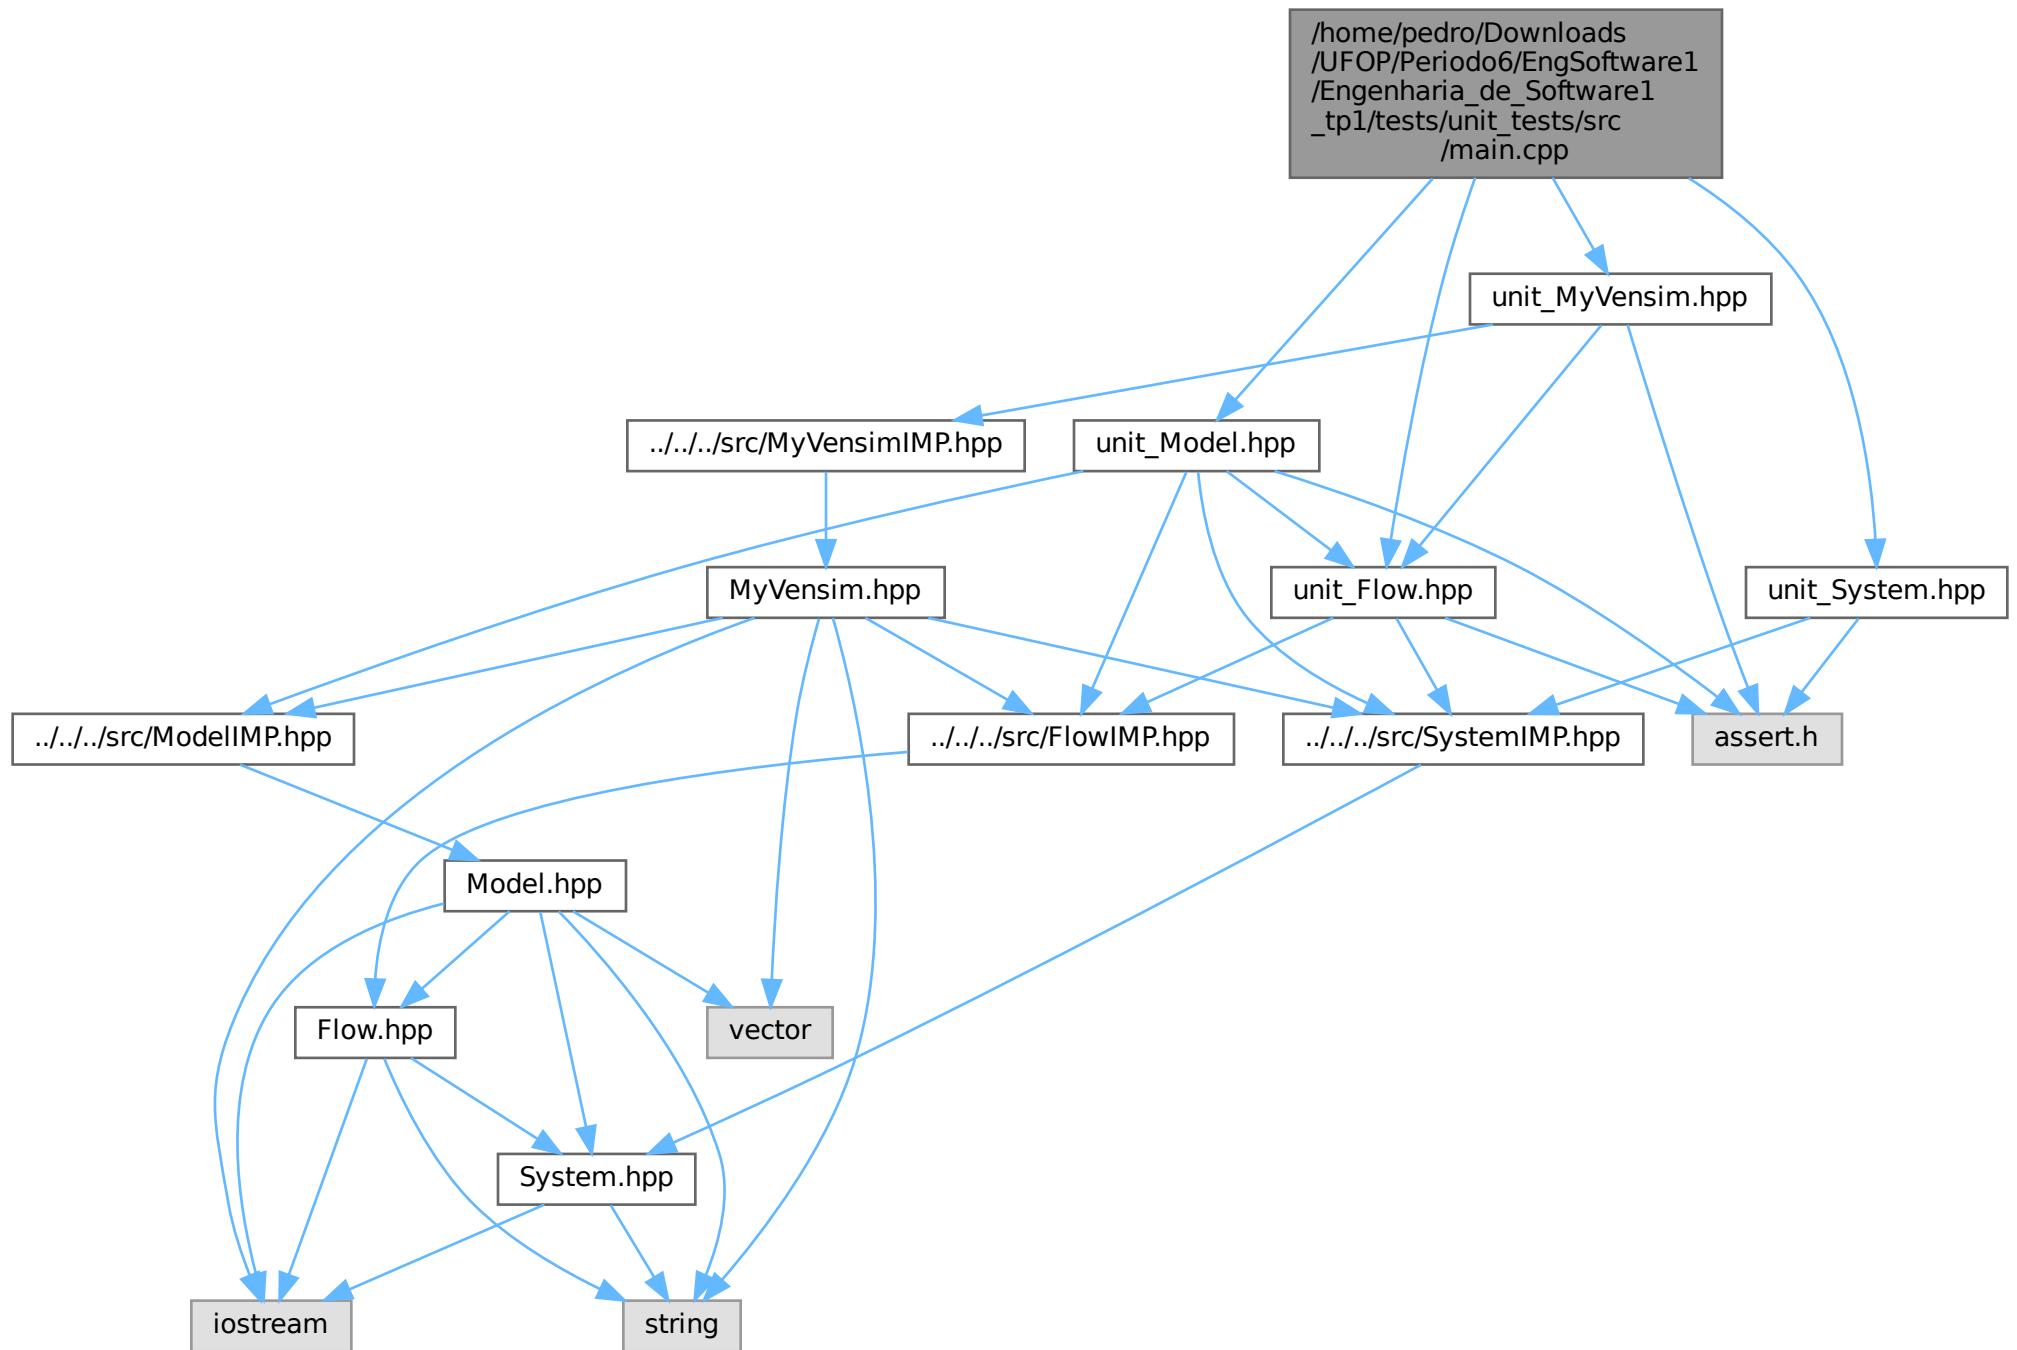 /home/pedro/Downloads
/UFOP/Periodo6/EngSoftware1
/Engenharia_de_Software1
_tp1/tests/unit_tests/src
/main.cpp
unit_MyVensim.hpp
../../../src/MyVensimIMP.hpp
unit_Model.hpp
MyVensim.hpp
unit_Flow.hpp
unit_System.hpp
../../../src/ModelIMP.hpp
../../../src/FlowIMP.hpp
../../../src/SystemIMP.hpp
assert.h
Model.hpp
Flow.hpp
vector
System.hpp
iostream
string